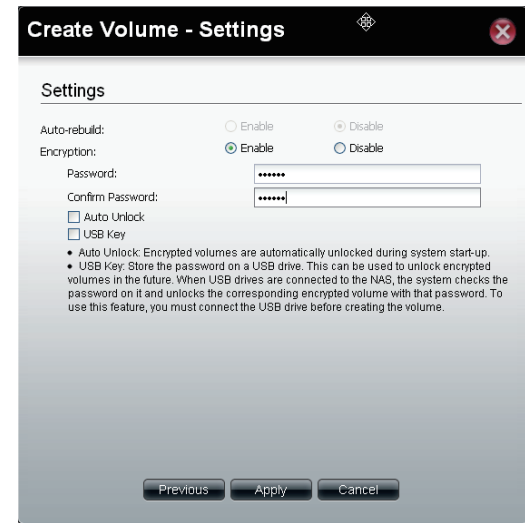 Create Volume - Settings
Settings
Auto-rebuild: Enable Disable
Encryption: Enable Disable
Password: ••••••
Confirm Password: ••••••
Auto Unlock
USB Key
• Auto Unlock: Encrypted volumes are automatically unlocked during system start-up.
• USB Key: Store the password on a USB drive. This can be used to unlock encrypted
volumes in the future. When USB drives are connected to the NAS, the system checks the
password on it and unlocks the corresponding encrypted volume with that password. To
use this feature, you must connect the USB drive before creating the volume.
Previous Apply Cancel